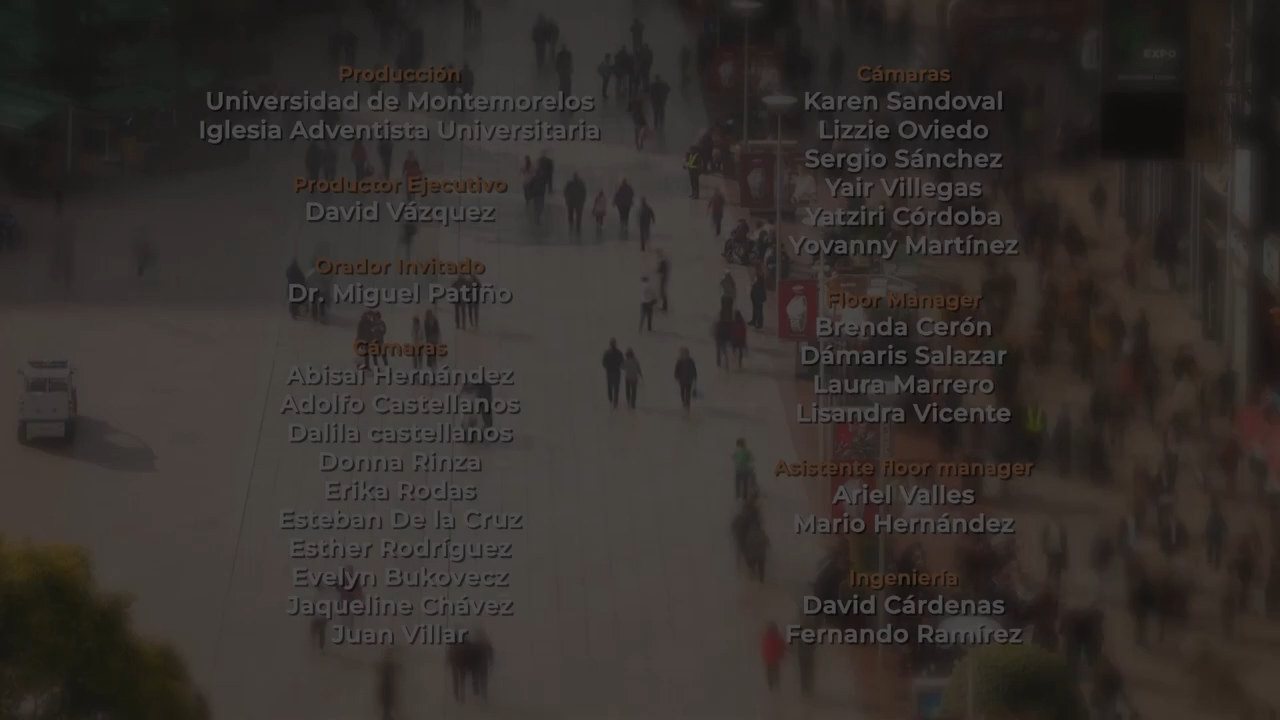 Producción
Universidad de Montemorelos
Iglesia Adventista Universitaria
Productor Ejecutivo
David Vázquez
Orador Invitado
Dr. Miguel Patiño
Cámaras
Abisai Hernández
Adolfo Castellanos
Dalila castellanos
Donna Rinza
Erika Rodas
Esteban De la Cruz
Esther Rodríguez
Evelyn Bukovecz
Jaqueline Chávez
Juan Villar
Cámaras
Karen Sandoval
Lizzie Oviedo
Sergio Sánchez
Yair Villegas
Yatziri Córdoba
Yovanny Martínez
Floor Manager
Brenda Cerón
Dámaris Salazar
Laura Marrero
Lisandra Vicente
Asistente floor manager
Ariel Valles
Mario Hernández
Ingeniería
David Cárdenas
Fernando Ramírez
EXPO